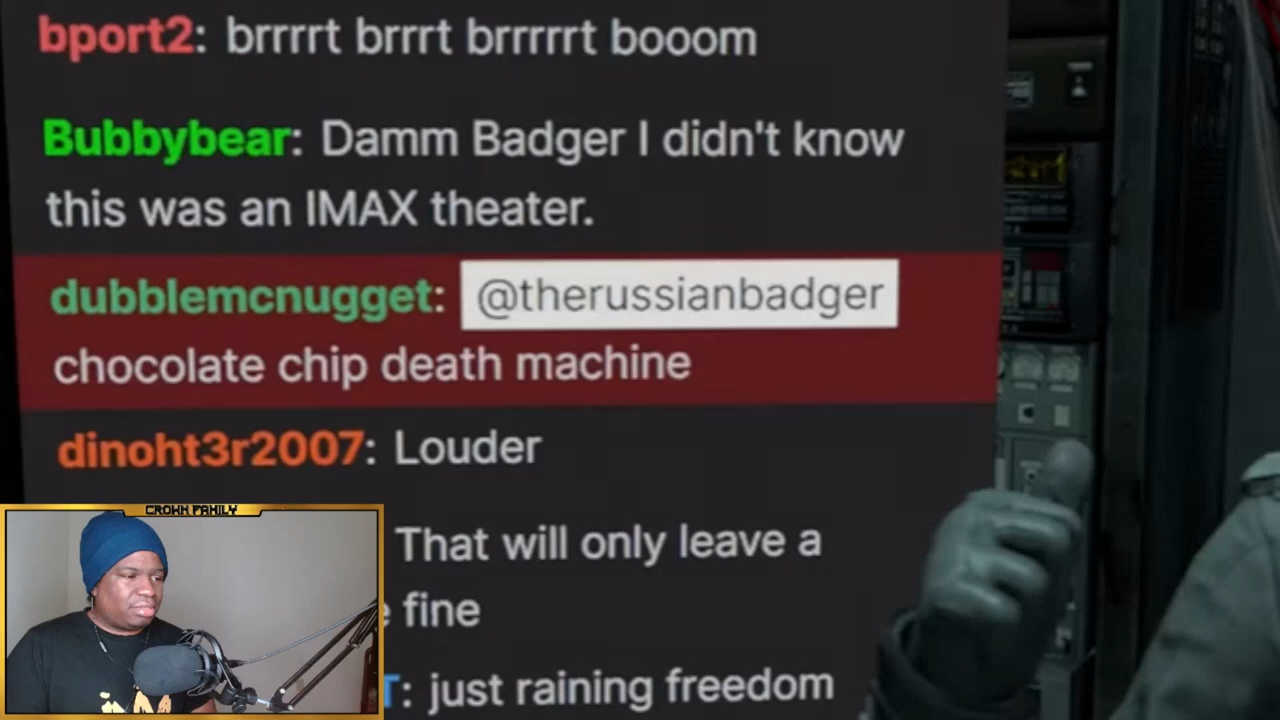 bport2: brrrrt brrrt brrrrrt booom
Bubbybear: Damm Badger I didn't know
this was an IMAX theater.
dubblemcnugget: @therussianbadger
chocolate chip death machine
dinoht3r2007: Louder
That will only leave a
fine
T: just raining freedom
CROWN FAMILY